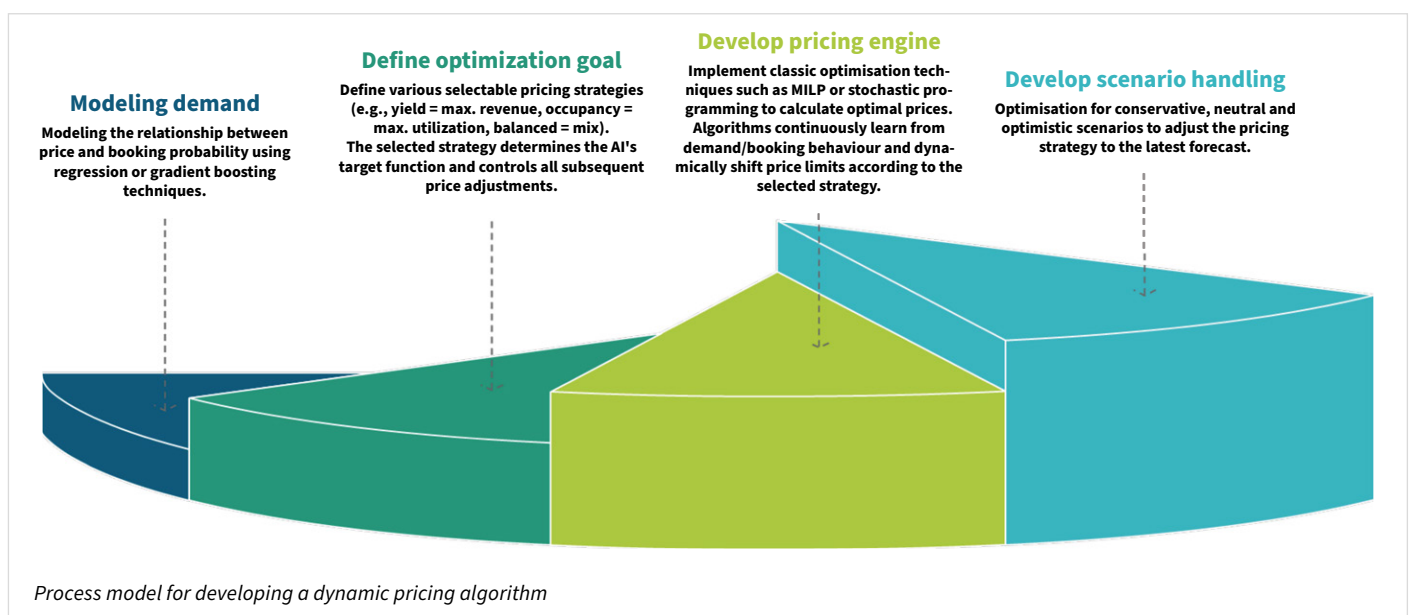 Modeling demand
Modeling the relationship between
price and booking probability using
regression or gradient boosting
techniques.
Define optimization goal
Define various selectable pricing strategies
(e.g., yield = max. revenue, occupancy =
max. utilization, balanced = mix).
The selected strategy determines the AI's
target function and controls all subsequent
price adjustments.
Develop pricing engine
Implement classic optimisation tech-
niques such as MILP or stochastic pro-
gramming to calculate optimal prices.
Algorithms continuously learn from
demand/booking behaviour and dyna-
mically shift price limits according to the
selected strategy.
Develop scenario handling
Optimisation for conservative, neutral and
optimistic scenarios to adjust the pricing
strategy to the latest forecast.
Process model for developing a dynamic pricing algorithm